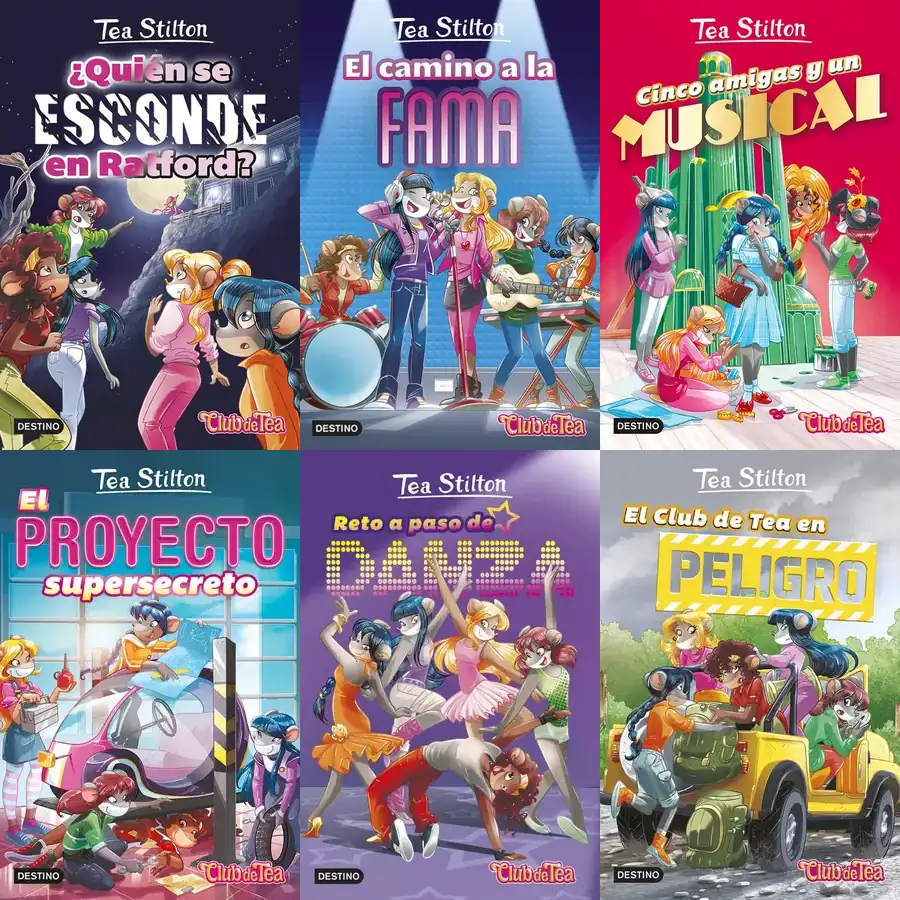 Tea Stilton
¿Quién se
ESCONDE
en Ratford?
DESTINO
Club de Tea
Tea Stilton
El camino a la
FAMA
DESTINO
Club de Tea
Tea Stilton
Cinco amigas y un
MUSICAL
DESTINO
Club de Tea
Tea Stilton
El
PROYECTO
supersecreto
DESTINO
Club de Tea
Tea Stilton
Reto a paso de
DANZA
DESTINO
Club de Tea
Tea Stilton
El Club de Tea en
PELIGRO
DESTINO
Club de Tea